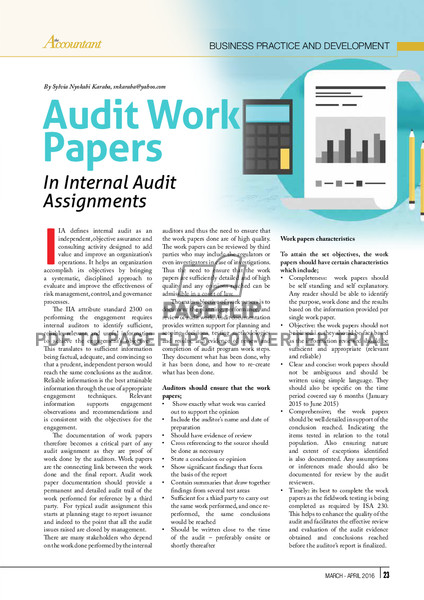 the Accountant
BUSINESS PRACTICE AND DEVELOPMENT
By Sylvia Nyokabi Karuba, snkaruba@yahoo.com
Audit Work
Papers
In Internal Audit
Assignments
IIA defines internal audit as an
independent, objective assurance and
consulting activity designed to add
value and improve an organization's
operations. It helps an organization
accomplish its objectives by bringing
a systematic, disciplined approach to
evaluate and improve the effectiveness of
risk management, control, and governance
processes.
The IIA attribute standard 2300 on
performing the engagement requires
internal auditors to identify sufficient,
reliable, relevant and useful information
to achieve the engagement's objectives.
This translates to sufficient information
being factual, adequate, and convincing so
that a prudent, independent person would
reach the same conclusions as the auditor.
Reliable information is the best attainable
information through the use of appropriate
engagement techniques. Relevant
information supports engagement
observations and recommendations and
is consistent with the objectives for the
engagement.
The documentation of work papers
therefore becomes a critical part of any
audit assignment as they are proof of
work done by the auditors. Work papers
are the connecting link between the work
done and the final report. Audit work
paper documentation should provide a
permanent and detailed audit trail of the
work performed for reference by a third
party. For typical audit assignment this
starts at planning stage to report issuance
and indeed to the point that all the audit
issues raised are closed by management.
There are many stakeholders who depend
on the work done performed by the internal
auditors and thus the need to ensure that
the work papers done are of high quality.
The work papers can be reviewed by third
parties who may include the regulators or
even investigators in case of investigations.
Thus the need to ensure that the work
papers are sufficiently detailed and of high
quality and any opinion reached can be
admissible in a court of law.
The main objective of work papers is to
review the work done. The documentation
provides written support for planning and
the results and evidence of review and
completion of audit program work steps.
They document what has been done, why
it has been done, and how to re-create
what has been done.
Auditors should ensure that the work
papers;
• Show exactly what work was carried
out to support the opinion
• Include the auditor's name and date of
preparation
• Should have evidence of review
• Cross referencing to the source should
be done as necessary
• State a conclusion or opinion
• Show significant findings that form
the basis of the report
• Contain summaries that draw together
findings from several test areas
• Sufficient for a third party to carry out
the same work performed, and once re-
performed, the same conclusions
would be reached
• Should be written close to the time
of the audit – preferably onsite or
shortly thereafter
Work papers characteristics
To attain the set objectives, the work
papers should have certain characteristics
which include;
• Completeness: work papers should
be self standing and self explanatory.
Any reader should be able to identify
the purpose, work done and the results
based on the information provided per
single work paper.
• Objective: the work papers should not
be subjective; they should be fact based
so the information reviewed should be
sufficient and appropriate (relevant
and reliable)
• Clear and concise: work papers should
not be ambiguous and should be
written using simple language. They
should also be specific on the time
period covered say 6 months (January
2015 to June 2015)
• Comprehensive; the work papers
should be well detailed in support of the
conclusion reached. Indicating the
items tested in relation to the total
population. Also ensuring nature
and extent of exceptions identified
is also documented. Any assumptions
or inferences made should also be
documented for review by the audit
reviewers.
• Timely; its best to complete the work
papers as the fieldwork testing is being
completed as required by ISA 230.
This helps to enhance the quality of the
audit and facilitates the effective review
and evaluation of the audit evidence
obtained and conclusions reached
before the auditor's report is finalized.
PAGETIGER
MARCH - APRIL 2016 23